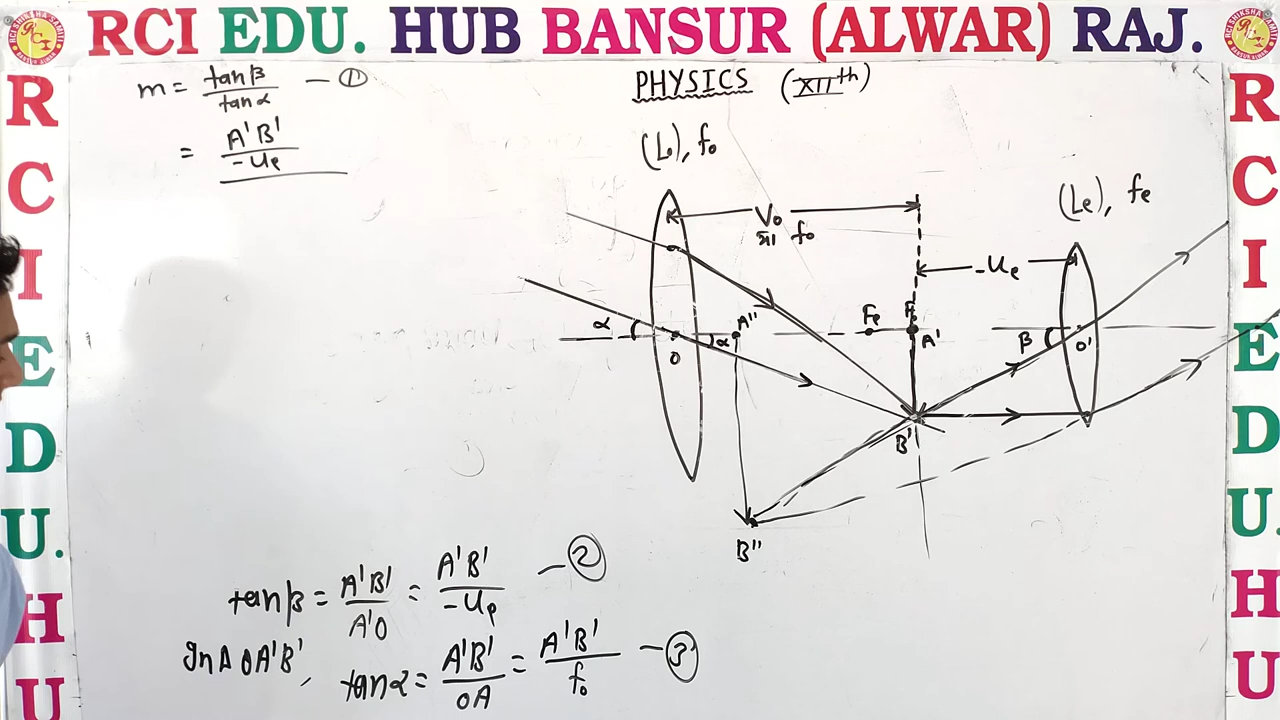 RCI EDU. HUB BANSUR (ALWAR) RAJ.
R
C
I
E
D
U.
H
U
R
C
I
E
D
U.
H
U
m = tanβ / tanα — ①
= A'B' / -ue
PHYSICS (XIIth)
(Lo), fo
(Le), fe
Vo
fo
-ue
α
O
α
A''
Fe
Fo
A'
β
O'
B'
B''
tanβ = A'B' / A'O = A'B' / -ue — ②
In Δ OA'B',
tanα = A'B' / OA = A'B' / fo — ③